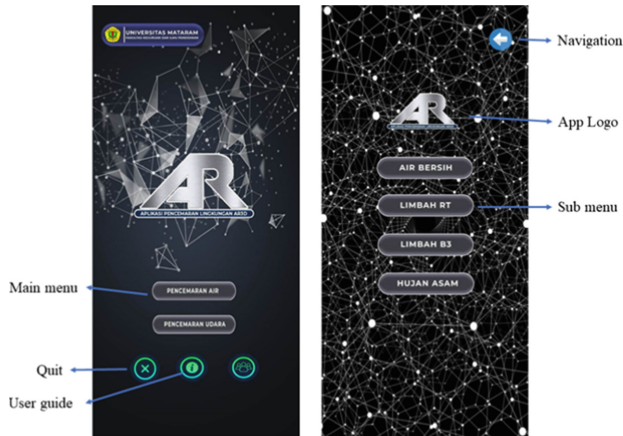 UNIVERSITAS MATARAM
AR
APLIKASI PENCEMARAN LINGKUNGAN AR3D
Main menu
PENCEMARAN AIR
PENCEMARAN UDARA
Quit
User guide
Navigation
AR
App Logo
AIR BERSIH
LIMBAH RT
Sub menu
LIMBAH B3
HUJAN ASAM